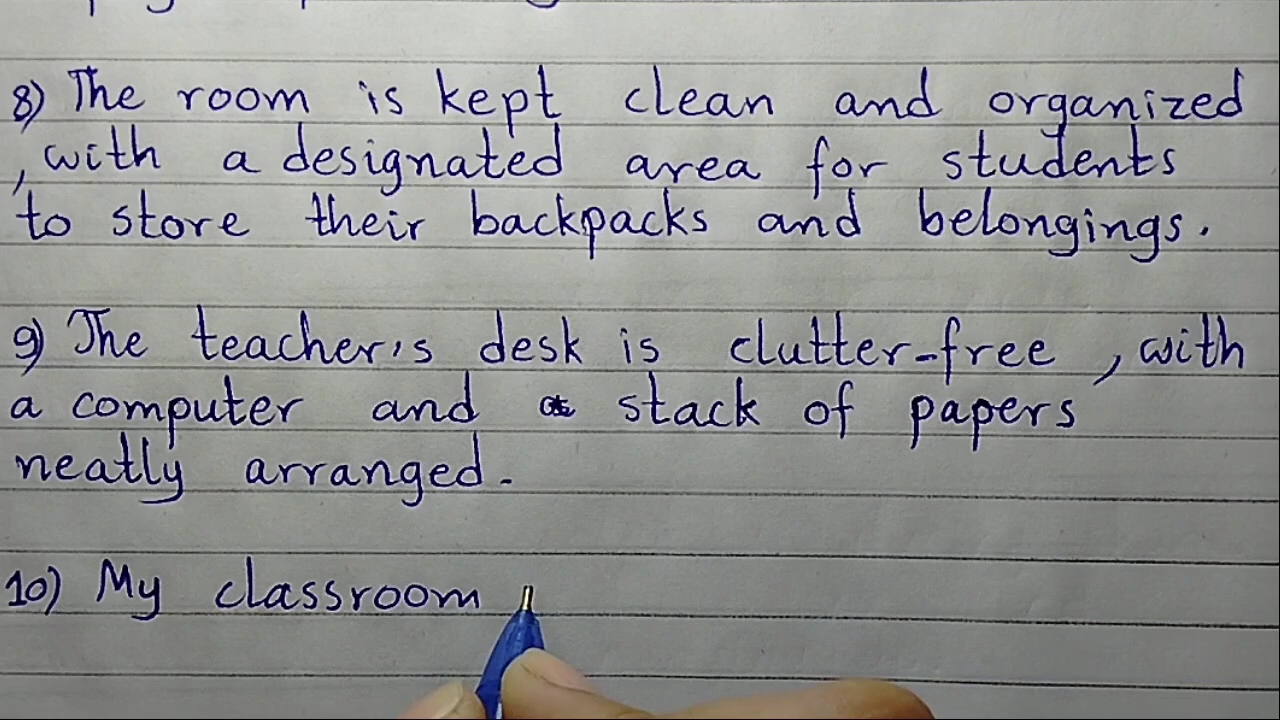 8) The room is kept clean and organized
, with a designated area for students
to store their backpacks and belongings.
9) The teacher's desk is clutter-free, with
a computer and a stack of papers
neatly arranged.
10) My classroom